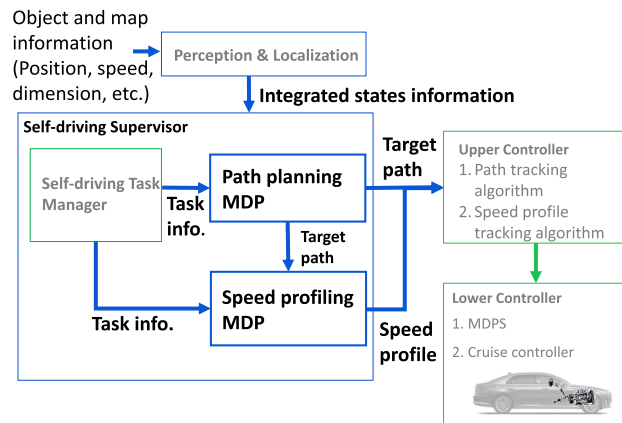 Object and map
information
(Position, speed,
dimension, etc.)
Perception & Localization
Integrated states information
Self-driving Supervisor
Self-driving Task
Manager
Task
info.
Path planning
MDP
Target
path
Speed profiling
MDP
Task info.
Target
path
Speed
profile
Upper Controller
1. Path tracking
algorithm
2. Speed profile
tracking algorithm
Lower Controller
1. MDPS
2. Cruise controller